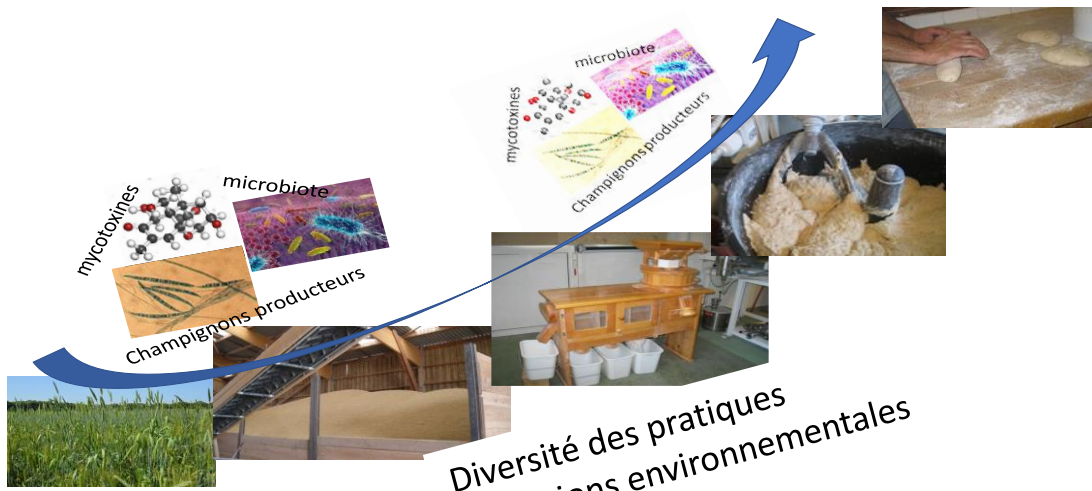 microbiote
mycotoxines
Champignons producteurs
microbiote
mycotoxines
Champignons producteurs
Diversité des pratiques
environnementales